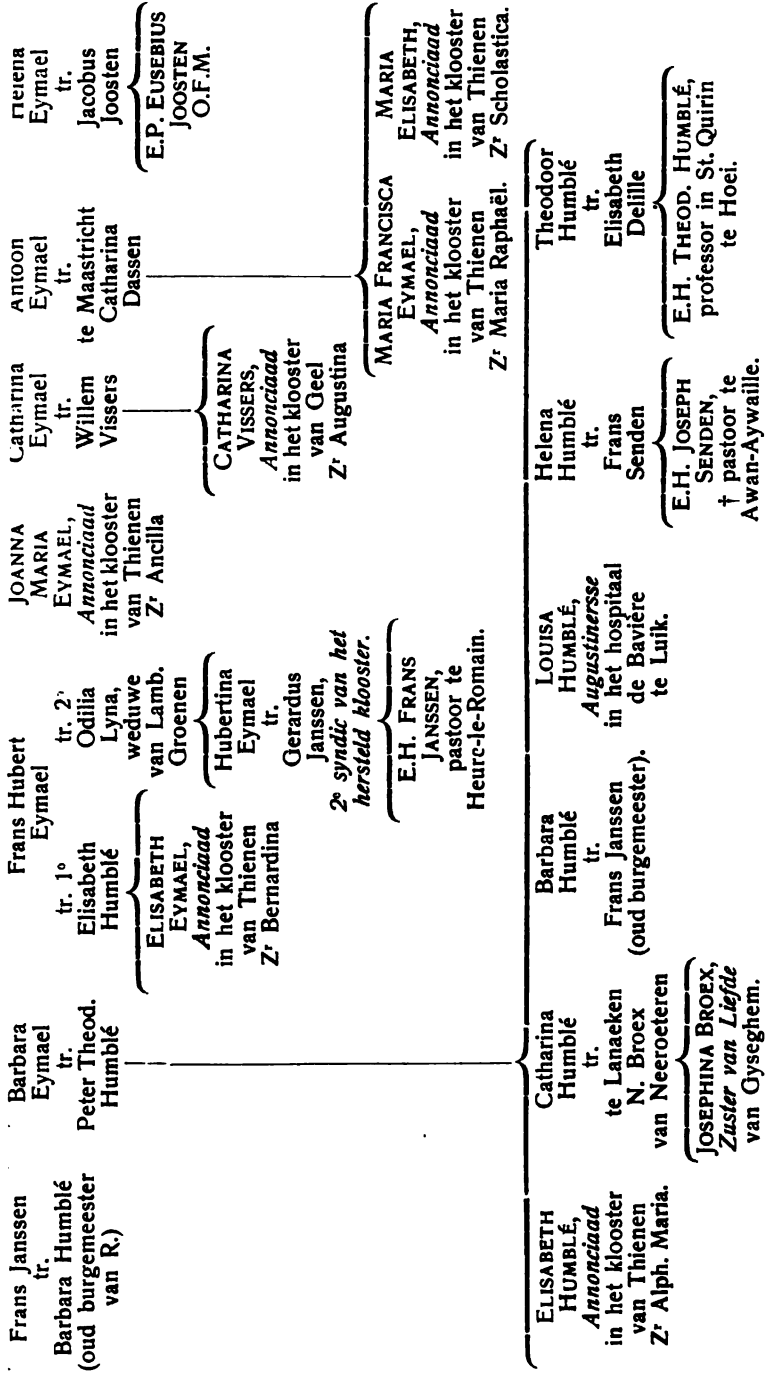 Frans Janssen
tr.
Barbara Humblé
(oud burgemeester
van R.)
Barbara
Eymael
tr.
Peter Theod.
Humblé
Frans Hubert
Eymael
tr. 1º
Elisabeth
Humblé
ELISABETH
EYMAEL,
Annonciaad
in het klooster
van Thienen
Zʳ Bernardina
tr. 2º
Odilia
Lyna,
weduwe
van Lamb.
Groenen
Hubertina
Eymael
tr.
Gerardus
Janssen,
2º syndic van het
hersteld klooster.
E.H. FRANS
JANSSEN,
pastoor te
Heurc-le-Romain.
JOANNA
MARIA
EYMAEL,
Annonciaad
in het klooster
van Thienen
Zʳ Ancilla
Catharina
Eymael
tr.
Willem
Vissers
CATHARINA
VISSERS,
Annonciaad
in het klooster
van Geel
Zʳ Augustina
Antoon
Eymael
tr.
te Maastricht
Catharina
Dassen
MARIA FRANCISCA
EYMAEL,
Annonciaad
in het klooster
van Thienen
Zʳ Maria Raphaël.
MARIA
ELISABETH,
Annonciaad
in het klooster
van Thienen
Zʳ Scholastica.
Helena
Eymael
tr.
Jacobus
Joosten
E.P. EUSEBIUS
JOOSTEN
O.F.M.
ELISABETH
HUMBLÉ,
Annonciaad
in het klooster
van Thienen
Zʳ Alph. Maria.
Catharina
Humblé
tr.
te Lanaeken
N. Broex
van Neeroeteren
JOSEPHINA BROEX,
Zuster van Liefde
van Gyseghem.
Barbara
Humblé
tr.
Frans Janssen
(oud burgemeester).
LOUISA
HUMBLÉ,
Augustinersse
in het hospitaal
de Bavière
te Luik.
Helena
Humblé
tr.
Frans
Senden
E.H. JOSEPH
SENDEN,
† pastoor te
Awan-Aywaille.
Theodoor
Humblé
tr.
Elisabeth
Delille
E.H. THEOD. HUMBLÉ,
professor in St. Quirin
te Hoei.